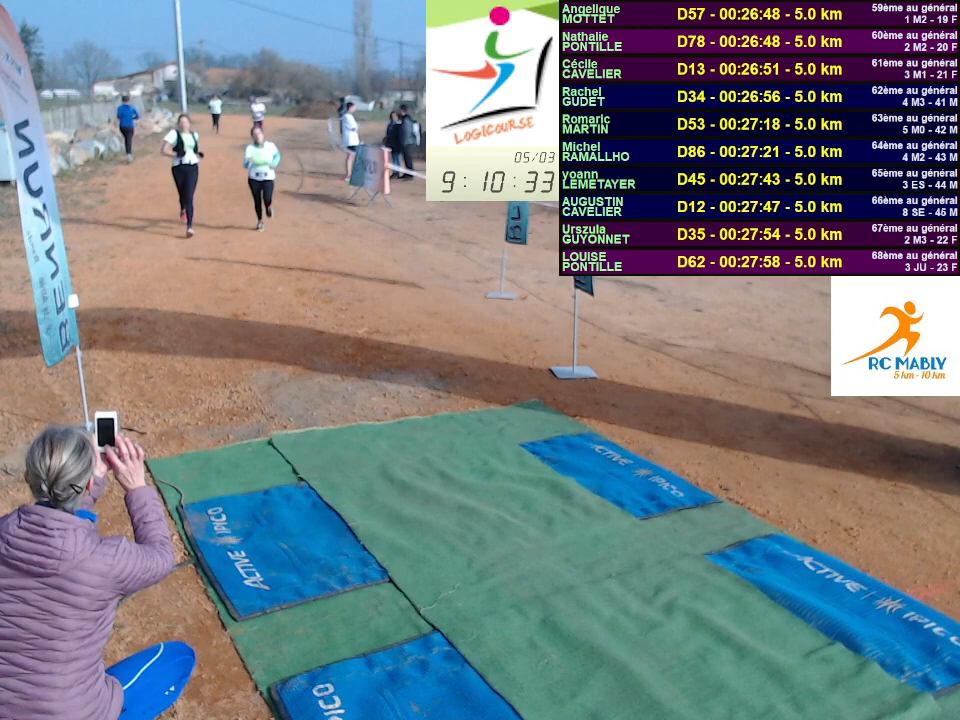 Angelique
MOTTET
D57 - 00:26:48 - 5.0 km
59ème au général
1 M2 - 19 F
Nathalie
PONTILLE
D78 - 00:26:48 - 5.0 km
60ème au général
2 M2 - 20 F
Cécile
CAVELIER
D13 - 00:26:51 - 5.0 km
61ème au général
3 M1 - 21 F
Rachel
GUDET
D34 - 00:26:56 - 5.0 km
62ème au général
4 M3 - 41 M
Romaric
MARTIN
D53 - 00:27:18 - 5.0 km
63ème au général
5 M0 - 42 M
Michel
RAMALLHO
D86 - 00:27:21 - 5.0 km
64ème au général
4 M2 - 43 M
yoann
LEMETAYER
D45 - 00:27:43 - 5.0 km
65ème au général
3 ES - 44 M
AUGUSTIN
CAVELIER
D12 - 00:27:47 - 5.0 km
66ème au général
8 SE - 45 M
Urszula
GUYONNET
D35 - 00:27:54 - 5.0 km
67ème au général
2 M3 - 22 F
LOUISE
PONTILLE
D62 - 00:27:58 - 5.0 km
68ème au général
3 JU - 23 F
LOGICOURSE
05/03
9:10:33
RC MABLY
5 km - 10 km
ACTIVE IPICO
ACTIVE IPICO
ACTIVE IPICO
PICO